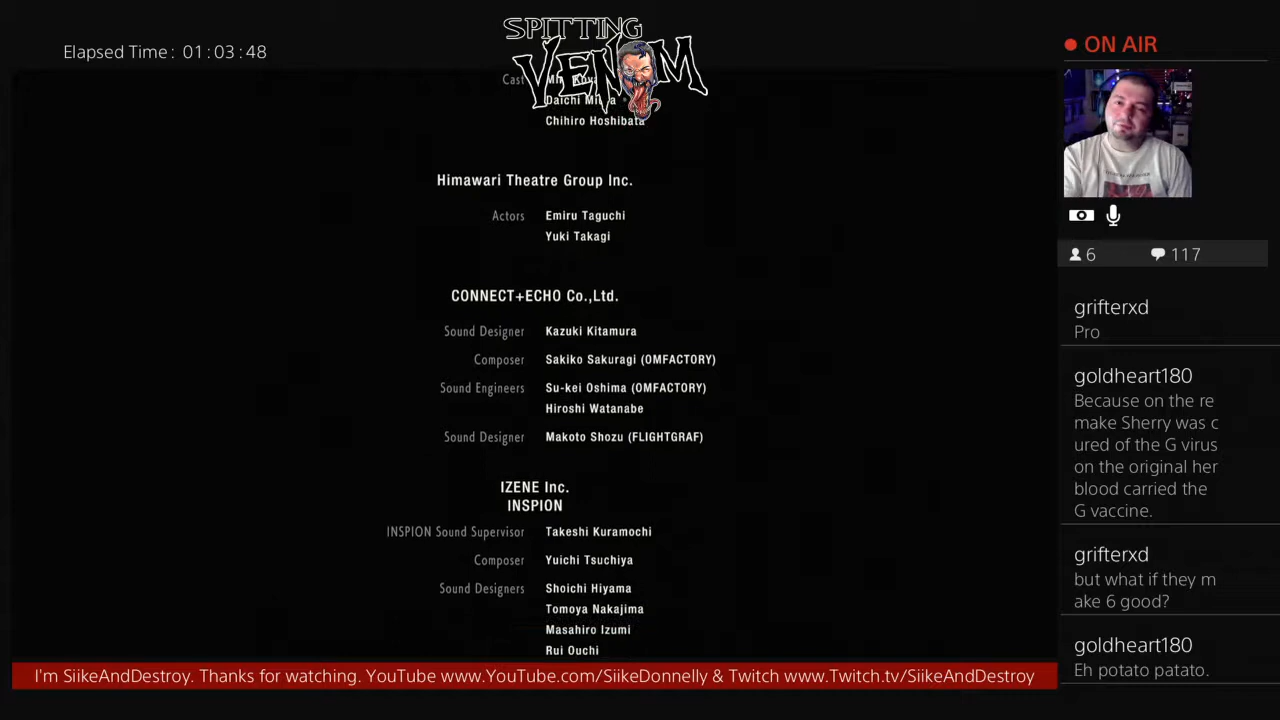 Elapsed Time: 01:03:48
SPITTING
VENOM
ON AIR
Cast
Daichi
Chihiro Hoshibata
Himawari Theatre Group Inc.
Actors Emiru Taguchi
Yuki Takagi
CONNECT+ECHO Co.,Ltd.
Sound Designer Kazuki Kitamura
Composer Sakiko Sakuragi (OMFACTORY)
Sound Engineers Su-kei Oshima (OMFACTORY)
Hiroshi Watanabe
Sound Designer Makoto Shozu (FLIGHTGRAF)
IZENE Inc.
INSPION
INSPION Sound Supervisor Takeshi Kuramochi
Composer Yuichi Tsuchiya
Sound Designers Shoichi Hiyama
Tomoya Nakajima
Masahiro Izumi
Rui Ouchi
I'm SiikeAndDestroy. Thanks for watching. YouTube www.YouTube.com/SiikeDonnelly & Twitch www.Twitch.tv/SiikeAndDestroy
6 117
grifterxd
Pro
goldheart180
Because on the re
make Sherry was c
ured of the G virus
on the original her
blood carried the
G vaccine.
grifterxd
but what if they m
ake 6 good?
goldheart180
Eh potato patato.